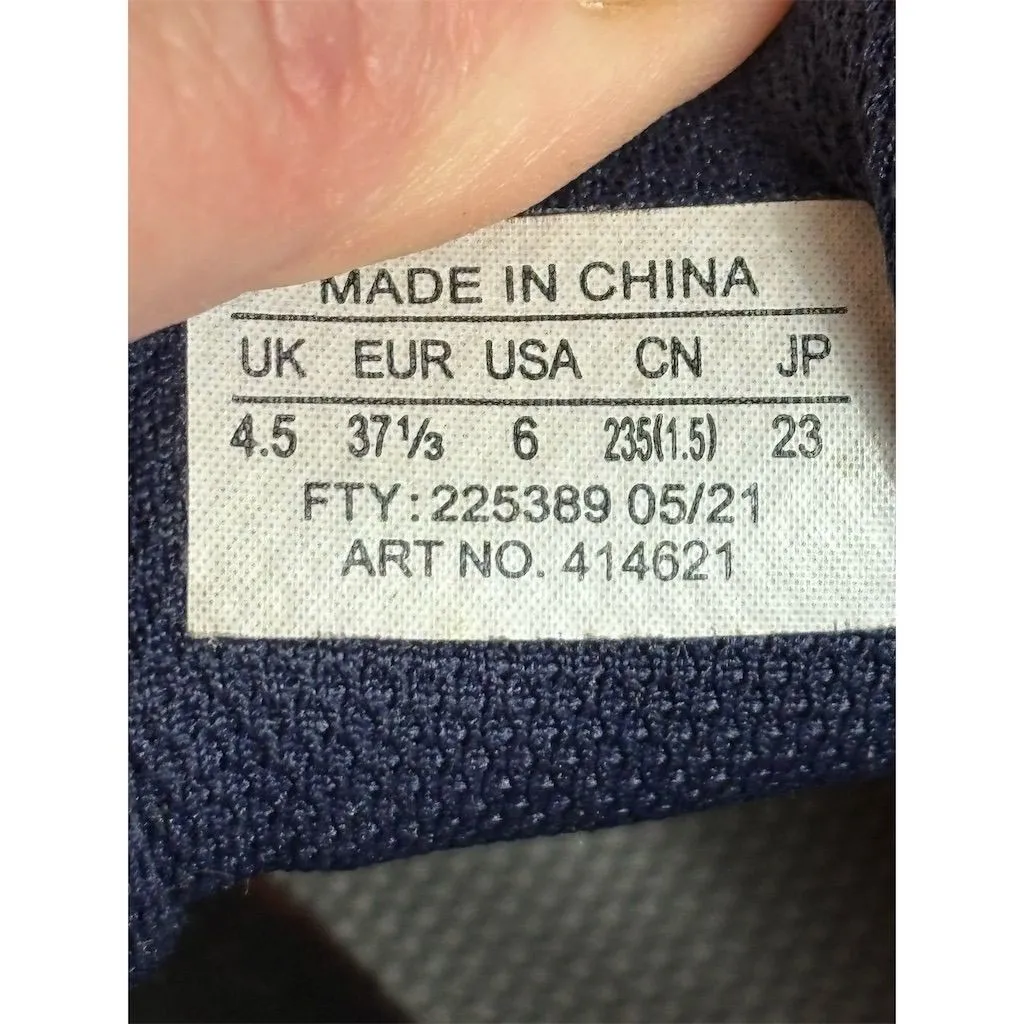 MADE IN CHINA
UK EUR USA CN JP
4.5 37⅓ 6 235(1.5) 23
FTY: 225389 05/21
ART NO. 414621